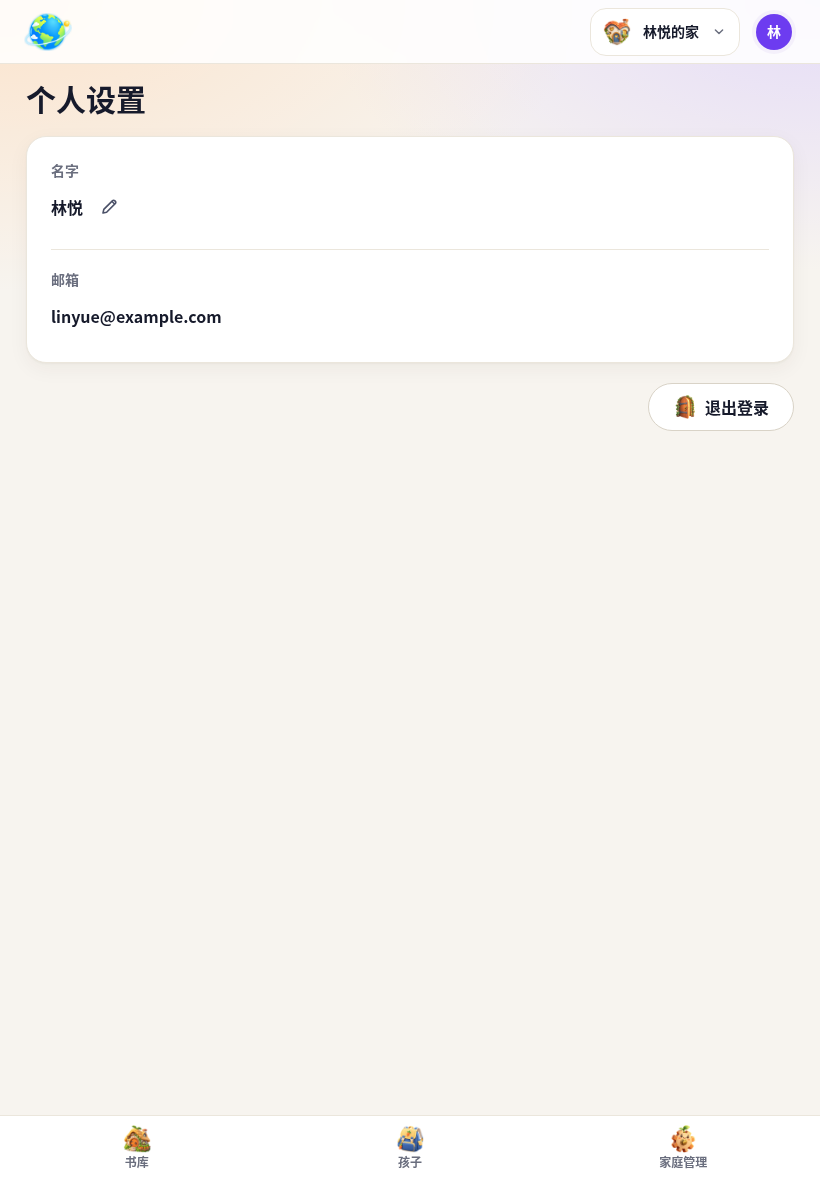 林悦的家
林
个人设置
名字
林悦
邮箱
linyue@example.com
退出登录
书库
孩子
家庭管理